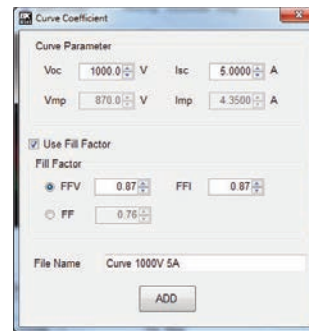 Curve Coefficient
Curve Parameter
Voc 1000.0 V Isc 5.0000 A
Vmp 870.0 V Imp 4.3500 A
Use Fill Factor
Fill Factor
FFV 0.87 FFI 0.87
FF 0.76
File Name Curve 1000V 5A
ADD